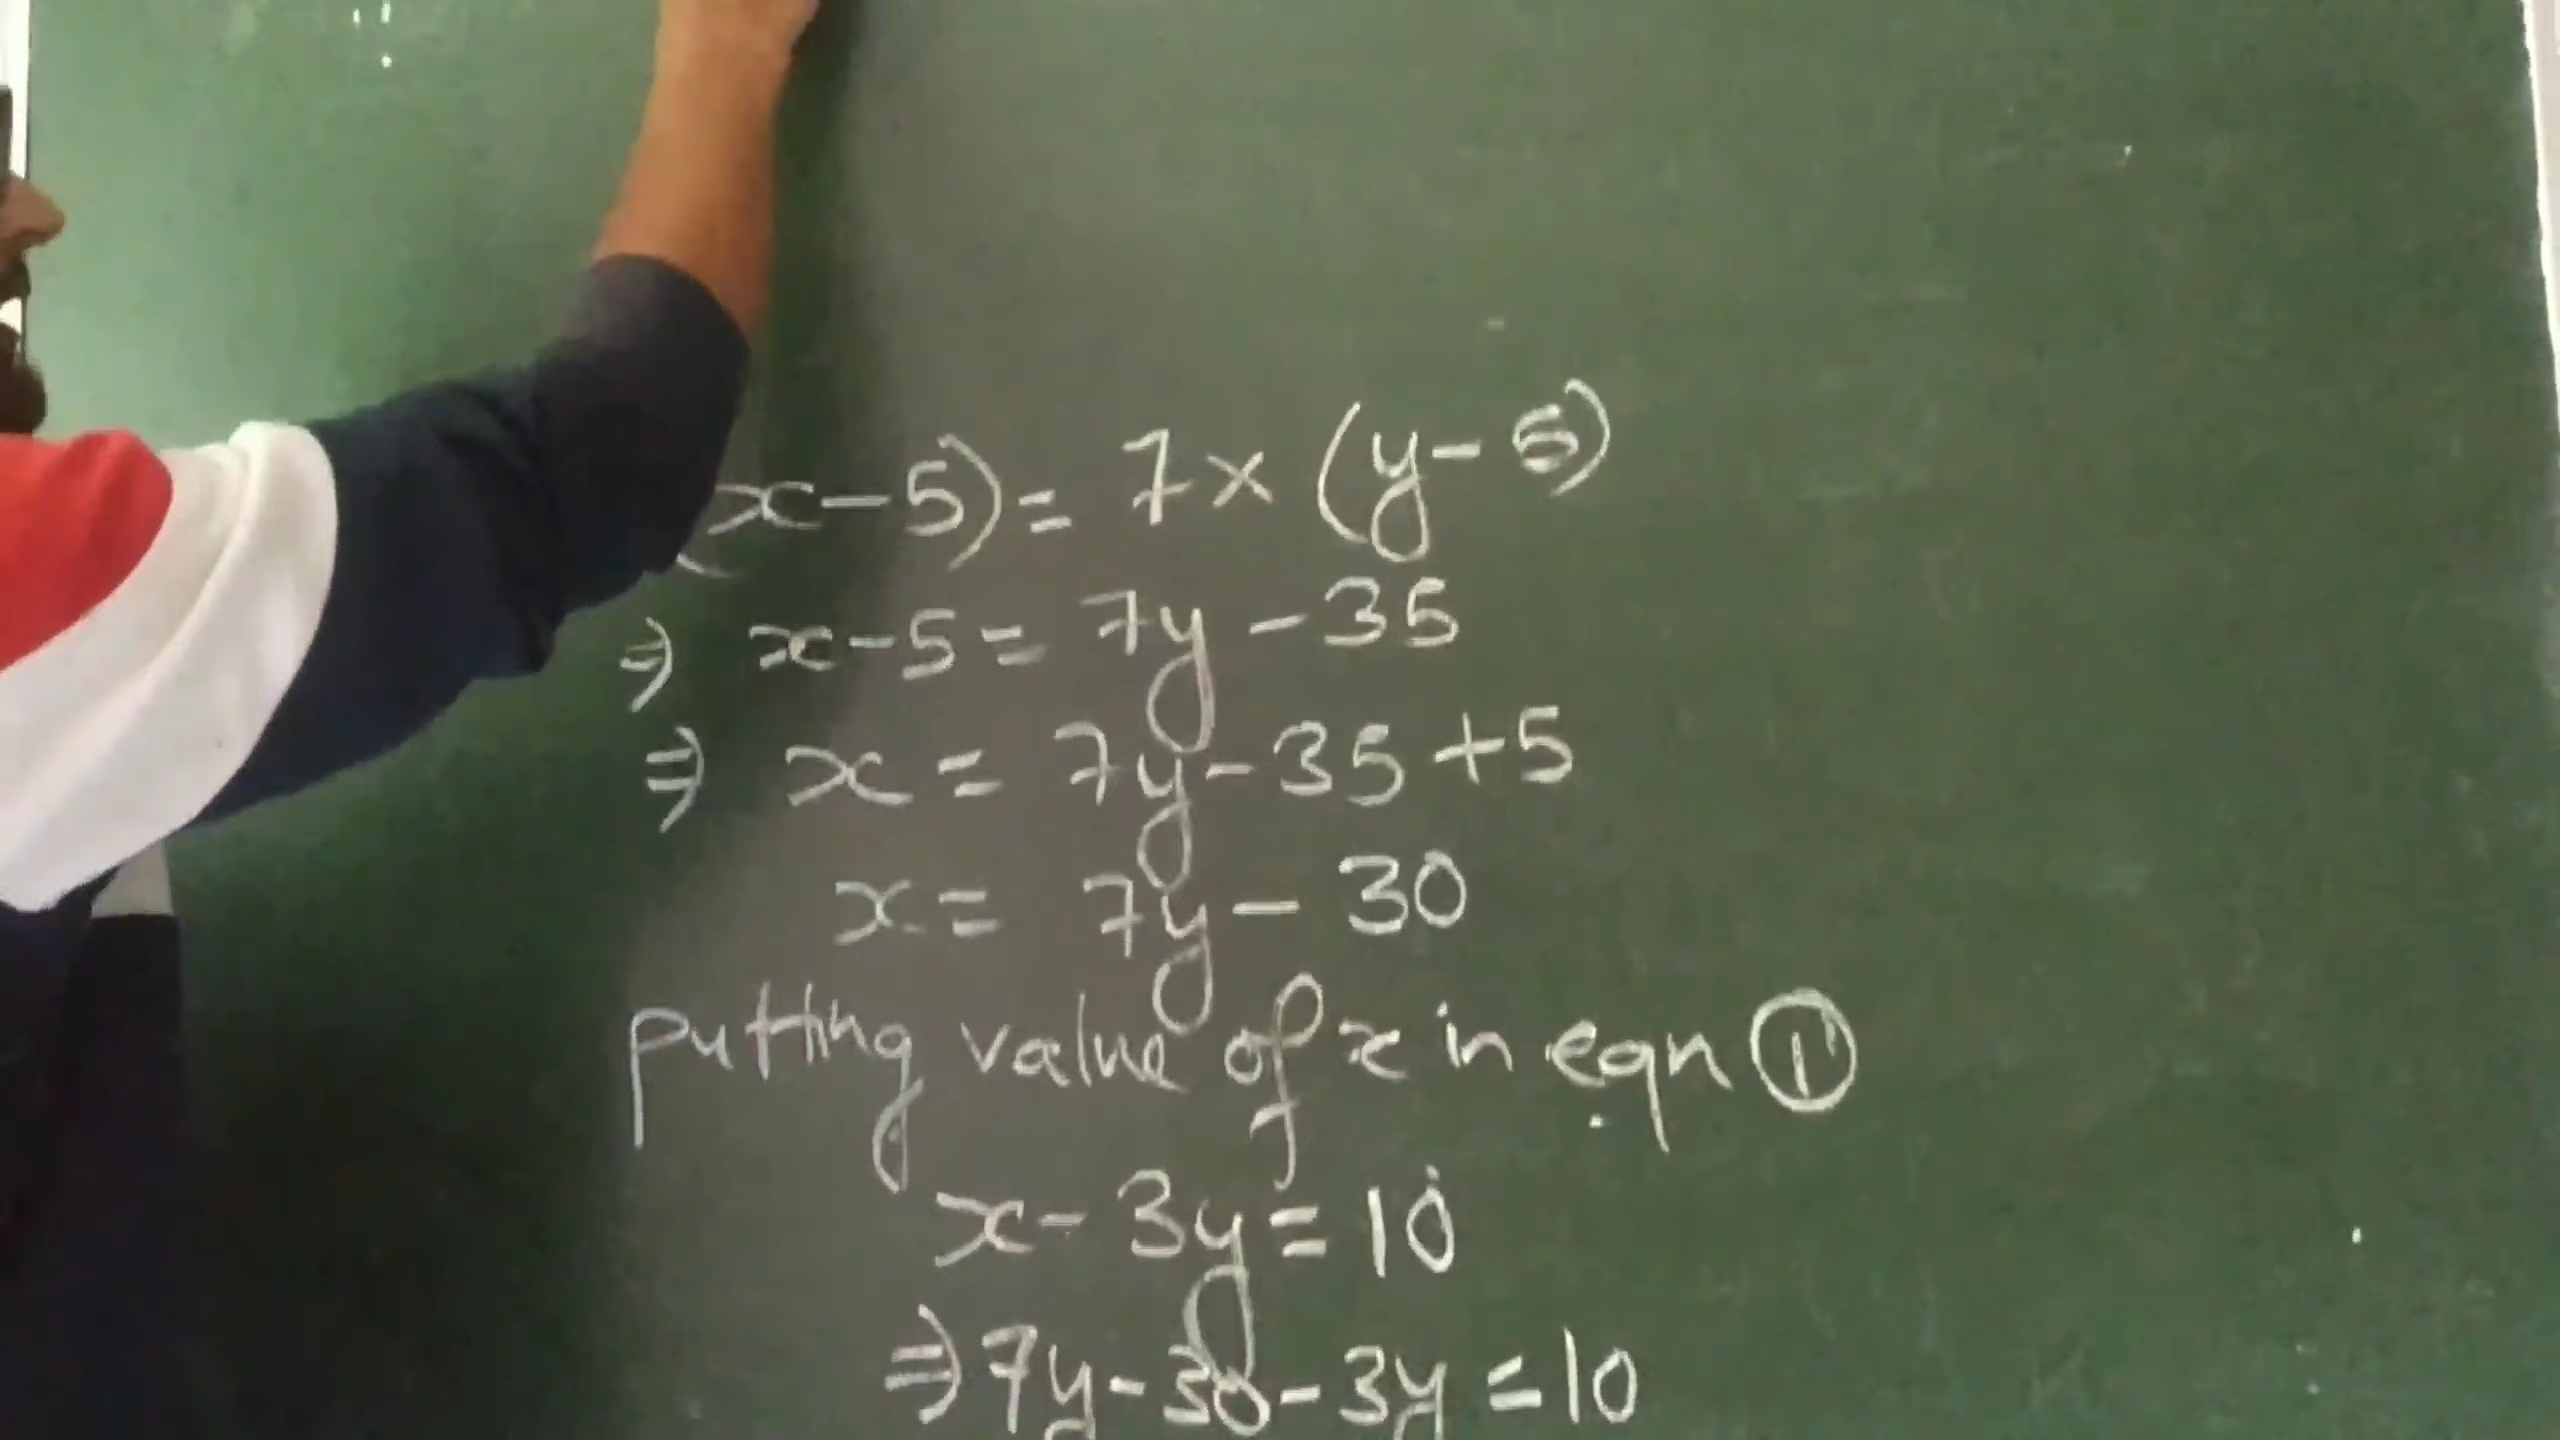 (x-5) = 7 x (y-5)
⇒ x-5 = 7y - 35
⇒ x = 7y - 35 + 5
x = 7y - 30
putting value of x in eqn ①
x - 3y = 10
⇒ 7y - 30 - 3y = 10